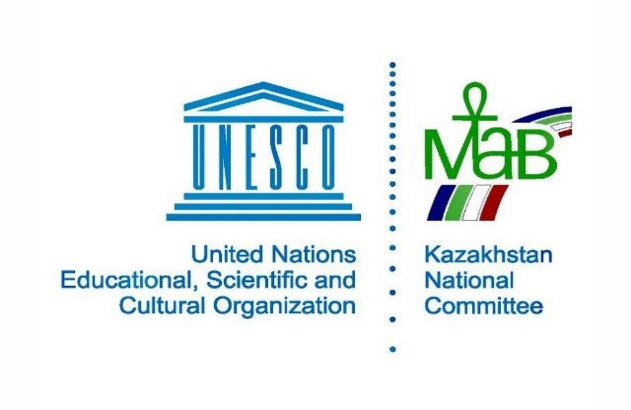 UNESCO
United Nations
Educational, Scientific and
Cultural Organization
MaB
Kazakhstan
National
Committee